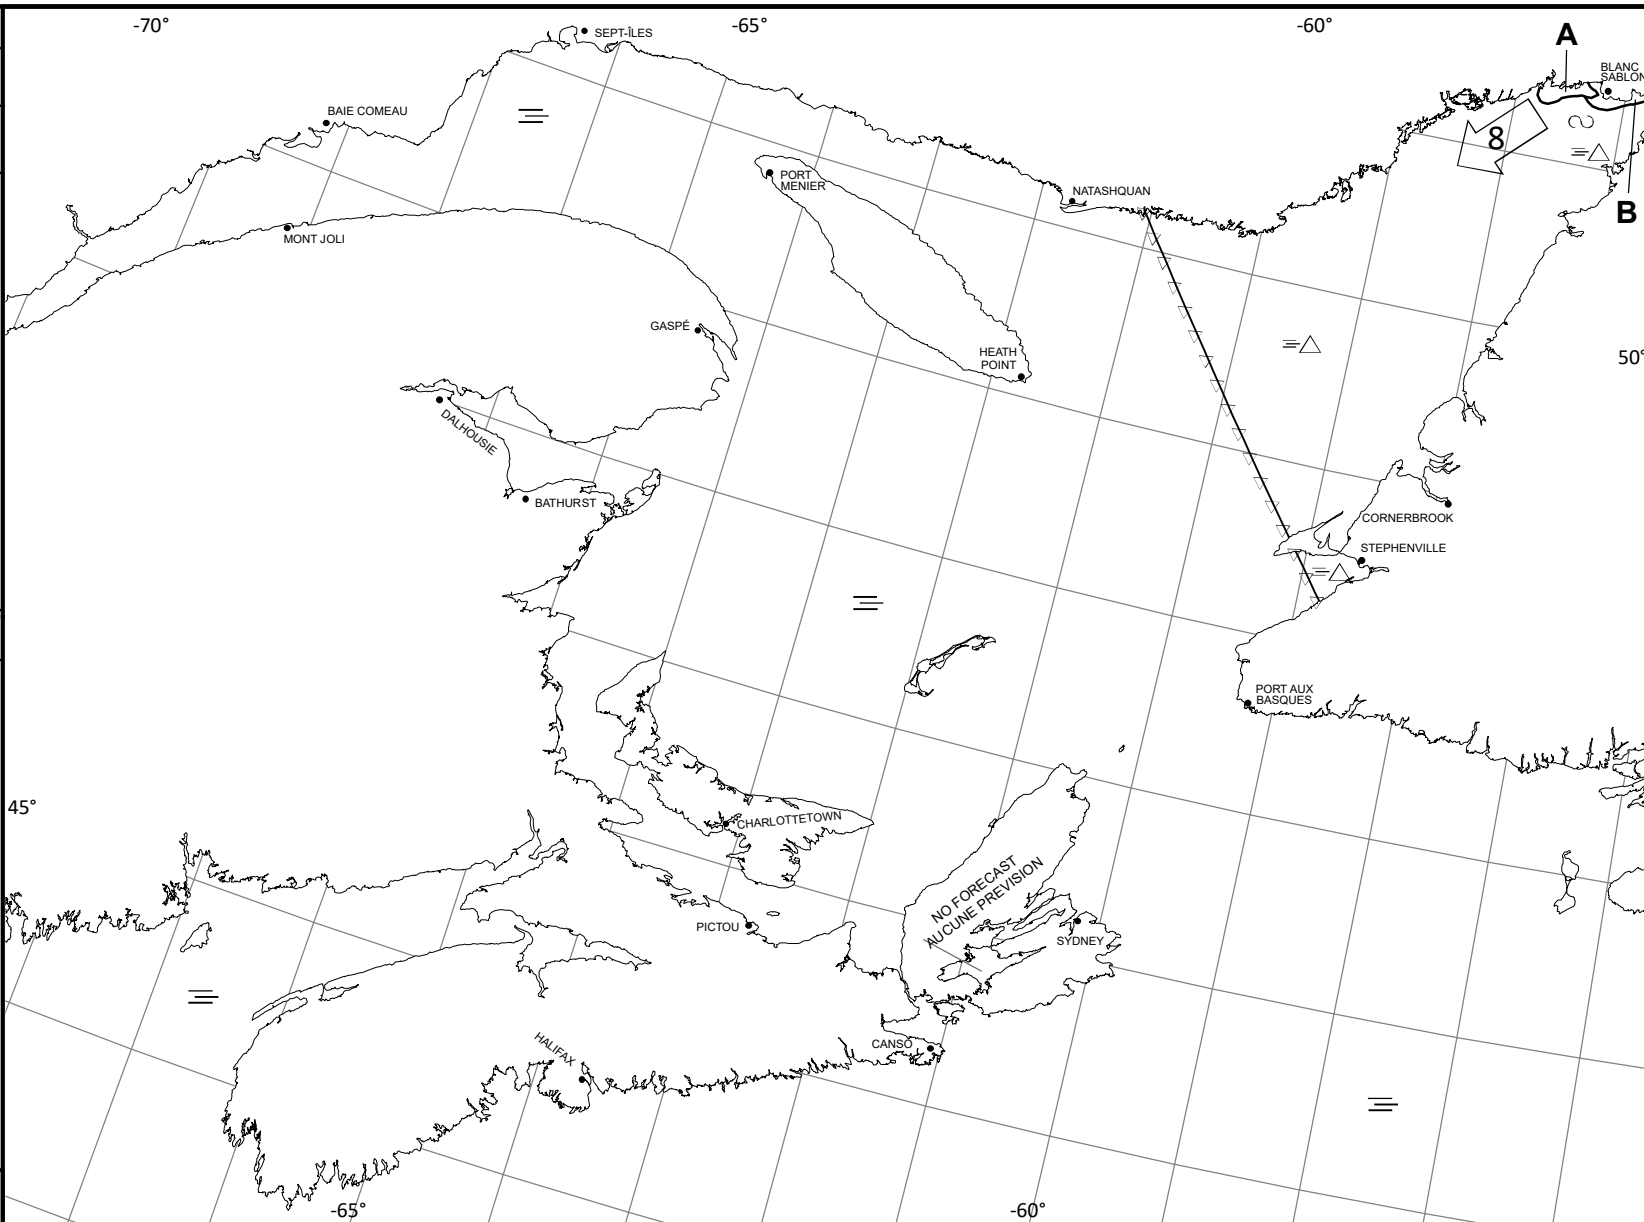 -70°
-65°
-60°
A
SEPT-ÎLES
BLANC
SABLON
BAIE COMEAU
8
2
PORT
MENIER
NATASHQUAN
B
MONT JOLI
GASPÉ
HEATH
POINT
50°
DALHOUSIE
BATHURST
CORNERBROOK
STEPHENVILLE
PORT AUX
BASQUES
45°
CHARLOTTETOWN
NO FORECAST
AUCUNE PREVISION
PICTOU
SYDNEY
HALIFAX
CANSO
-65°
-60°